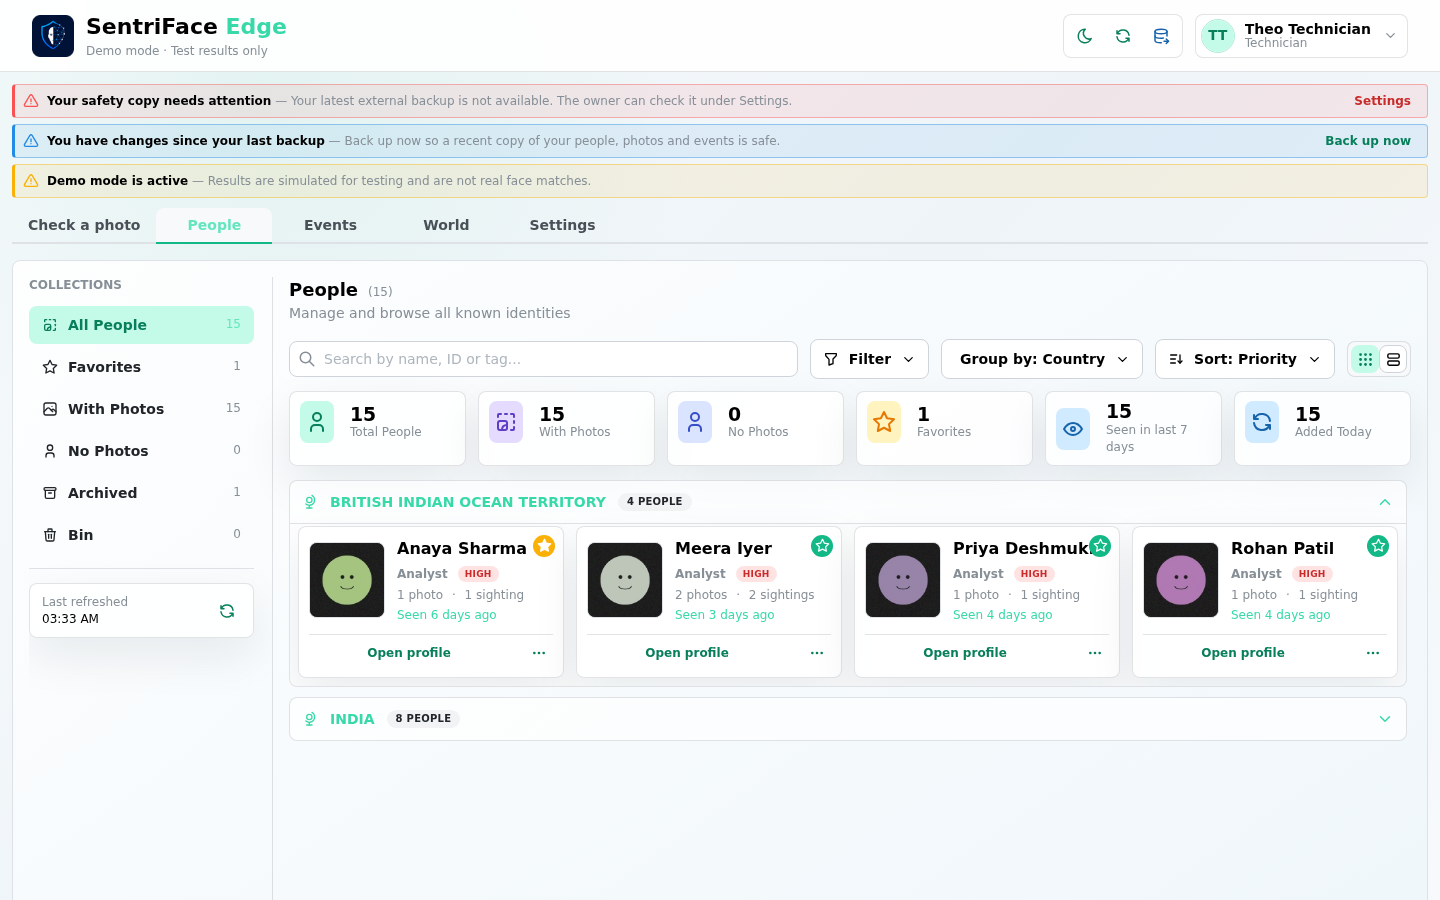 SentriFace Edge
Demo mode · Test results only
TT
Theo Technician
Technician
Your safety copy needs attention — Your latest external backup is not available. The owner can check it under Settings.
Settings
You have changes since your last backup — Back up now so a recent copy of your people, photos and events is safe.
Back up now
Demo mode is active — Results are simulated for testing and are not real face matches.
Check a photo
People
Events
World
Settings
COLLECTIONS
All People 15
Favorites 1
With Photos 15
No Photos 0
Archived 1
Bin 0
Last refreshed
03:33 AM
People (15)
Manage and browse all known identities
Search by name, ID or tag...
Filter
Group by: Country
Sort: Priority
15
Total People
15
With Photos
0
No Photos
1
Favorites
15
Seen in last 7
days
15
Added Today
BRITISH INDIAN OCEAN TERRITORY 4 PEOPLE
Anaya Sharma
Analyst HIGH
1 photo · 1 sighting
Seen 6 days ago
Open profile
Meera Iyer
Analyst HIGH
2 photos · 2 sightings
Seen 3 days ago
Open profile
Priya Deshmuk
Analyst HIGH
1 photo · 1 sighting
Seen 4 days ago
Open profile
Rohan Patil
Analyst HIGH
1 photo · 1 sighting
Seen 4 days ago
Open profile
INDIA 8 PEOPLE